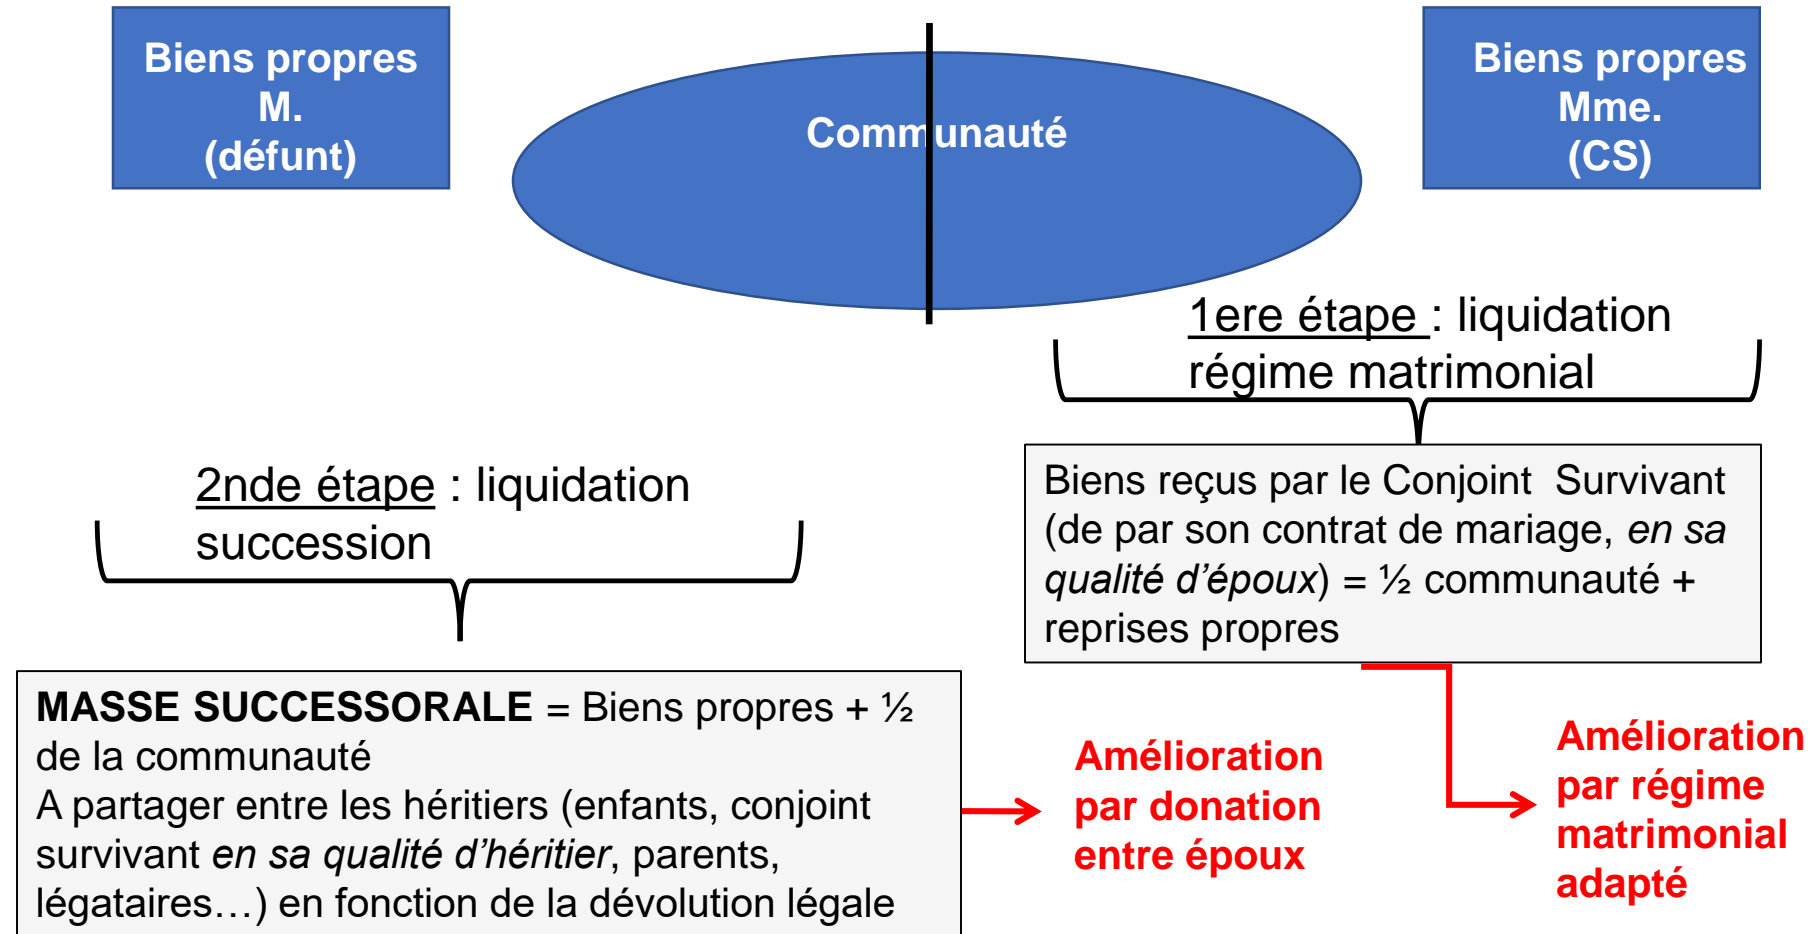 Biens propres
M.
(défunt)
Communauté
Biens propres
Mme.
(CS)
1ere étape : liquidation
régime matrimonial
Biens reçus par le Conjoint Survivant
(de par son contrat de mariage, en sa
qualité d’époux) = ½ communauté +
reprises propres
2nde étape : liquidation
succession
MASSE SUCCESSORALE = Biens propres + ½
de la communauté
A partager entre les héritiers (enfants, conjoint
survivant en sa qualité d’héritier, parents,
légataires…) en fonction de la dévolution légale
Amélioration
par donation
entre époux
Amélioration
par régime
matrimonial
adapté